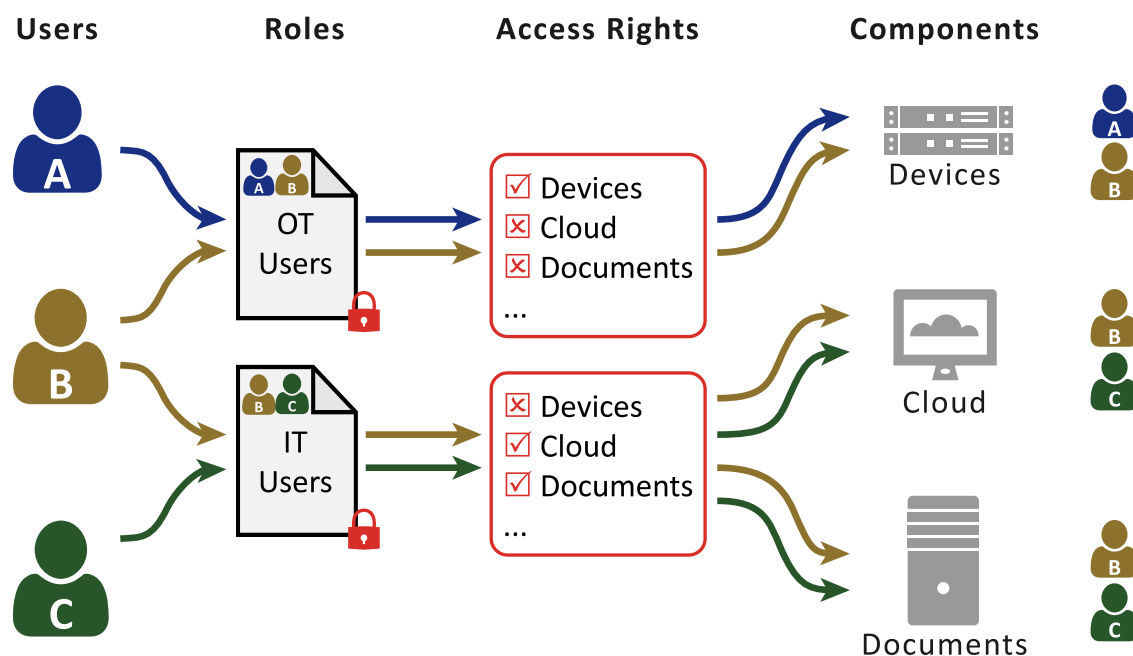 Users Roles Access Rights Components
A
A B
OT
Users
Devices
Cloud
Documents
...
Devices
A
B
B
B C
IT
Users
Devices
Cloud
Documents
...
Cloud
B
C
C
Documents
B
C